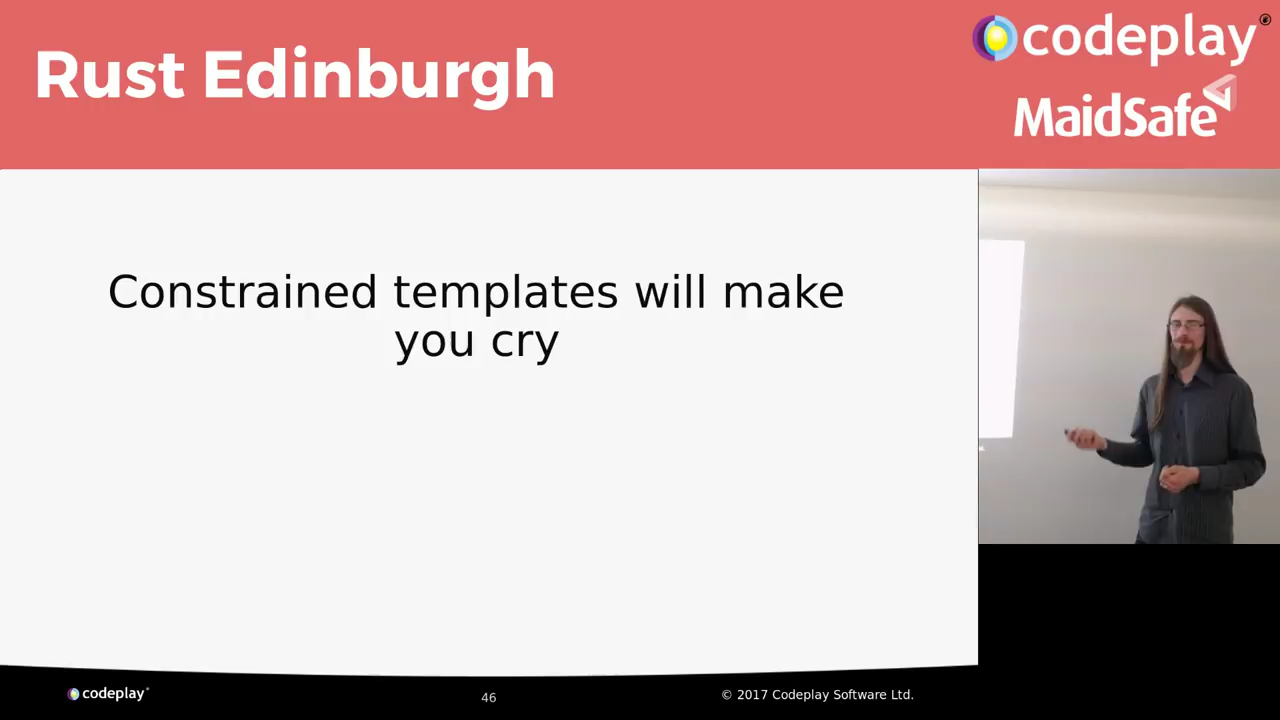 Rust Edinburgh
codeplay®
MaidSafe
Constrained templates will make
you cry
codeplay®
46
© 2017 Codeplay Software Ltd.